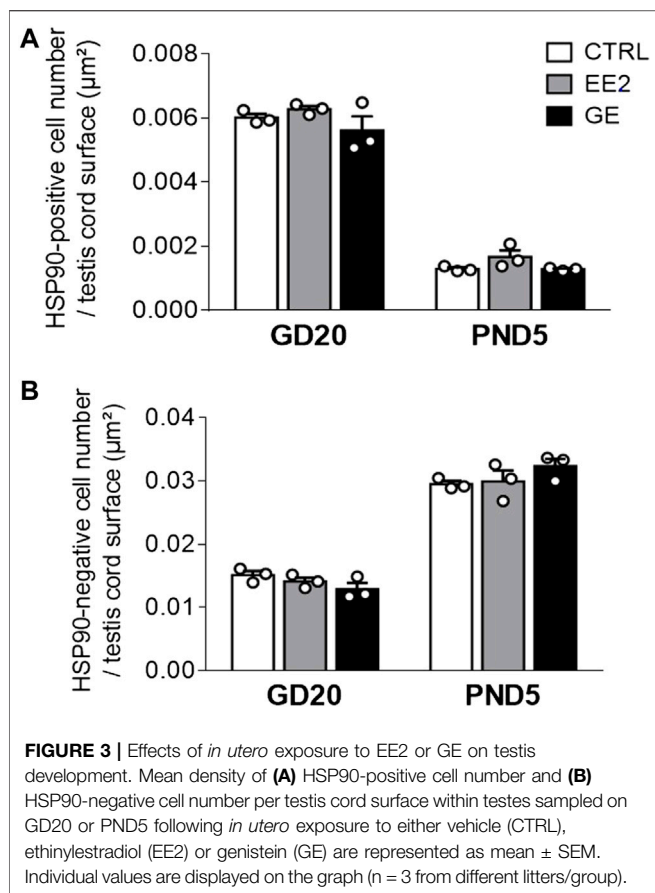 A
HSP90-positive cell number
/ testis cord surface (µm²)
0.008
0.006
0.004
0.002
0.000
CTRL
EE2
GE
GD20
PND5
B
HSP90-negative cell number
/ testis cord surface (µm²)
0.04
0.03
0.02
0.01
0.00
GD20
PND5
FIGURE 3 | Effects of in utero exposure to EE2 or GE on testis
development. Mean density of (A) HSP90-positive cell number and (B)
HSP90-negative cell number per testis cord surface within testes sampled on
GD20 or PND5 following in utero exposure to either vehicle (CTRL),
ethinylestradiol (EE2) or genistein (GE) are represented as mean ± SEM.
Individual values are displayed on the graph (n = 3 from different litters/group).